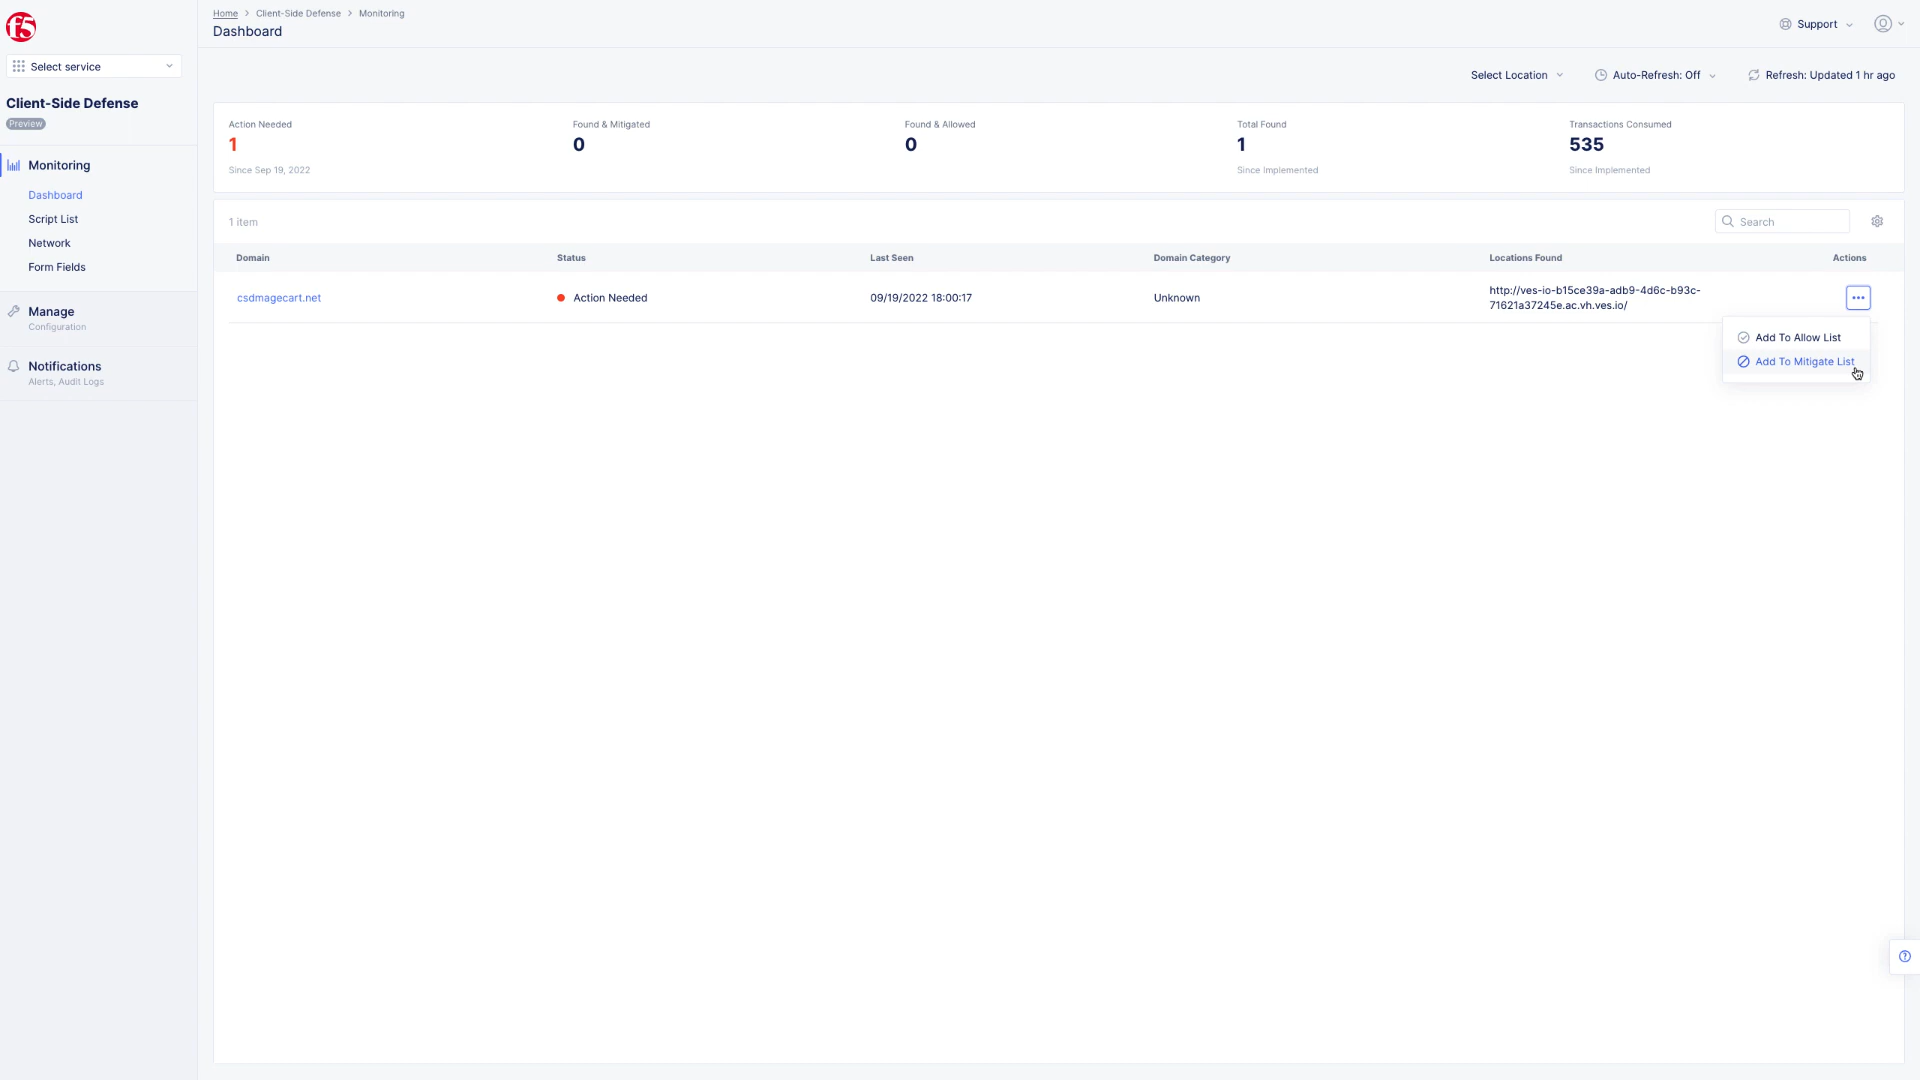 f5
Home > Client-Side Defense > Monitoring
Dashboard
Support
Select service
Client-Side Defense
Preview
Monitoring
Dashboard
Script List
Network
Form Fields
Manage
Configuration
Notifications
Alerts, Audit Logs
Select Location
Auto-Refresh: Off
Refresh: Updated 1 hr ago
Action Needed
1
Since Sep 19, 2022
Found & Mitigated
0
Found & Allowed
0
Total Found
1
Since Implemented
Transactions Consumed
535
Since Implemented
1 item
Search
Domain Status Last Seen Domain Category Locations Found Actions
csdmagecart.net Action Needed 09/19/2022 18:00:17 Unknown http://ves-io-b15ce39a-adb9-4d6c-b93c-
71621a37245e.ac.vh.ves.io/
Add To Allow List
Add To Mitigate List